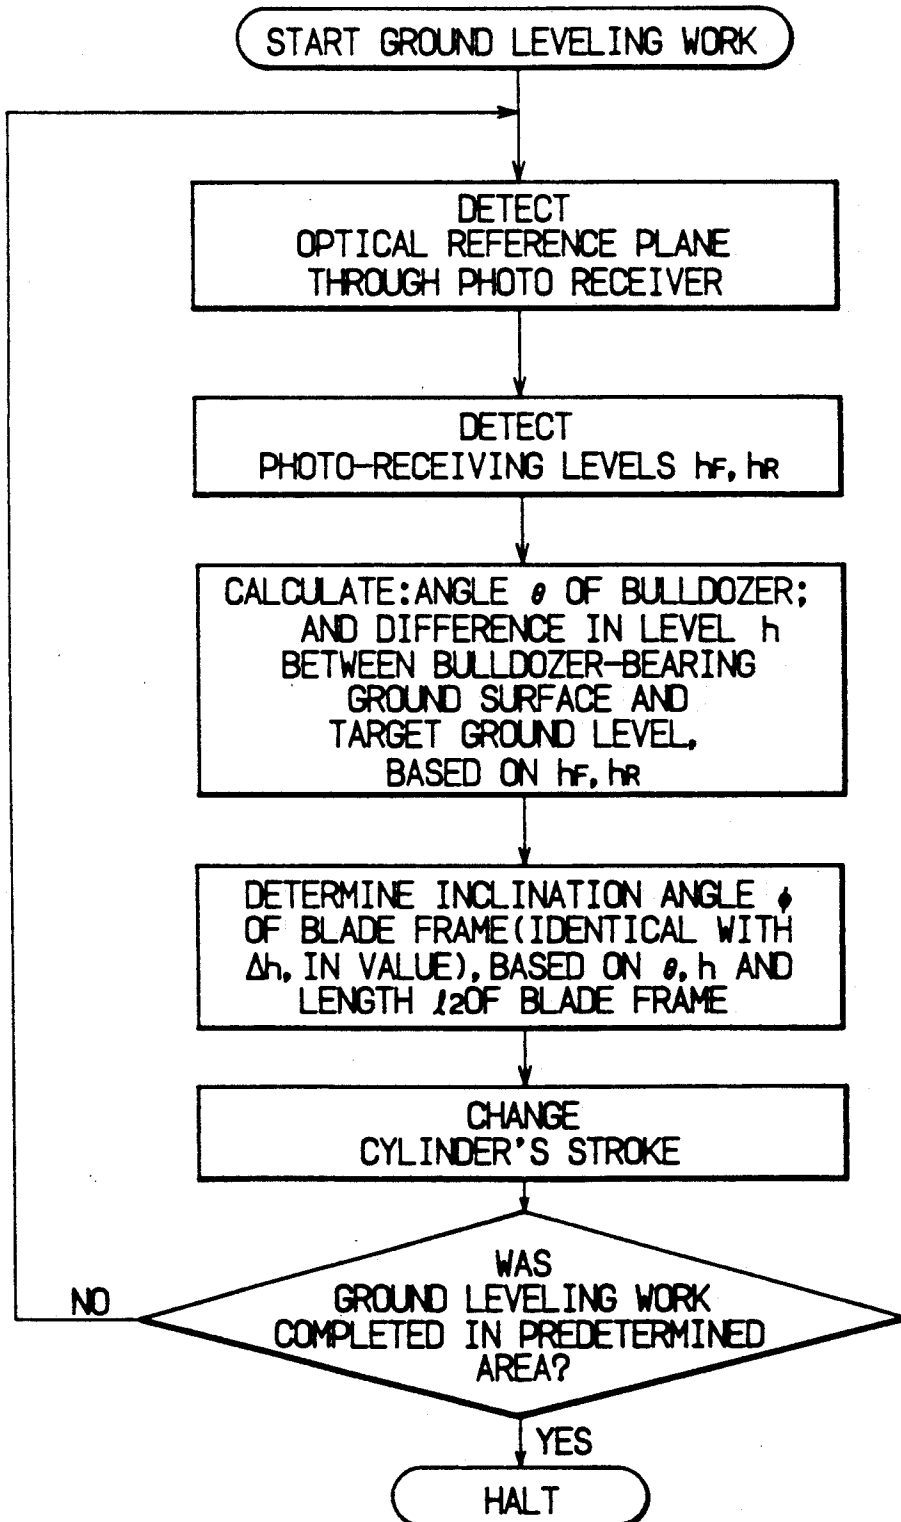 START GROUND LEVELING WORK
DETECT
OPTICAL REFERENCE PLANE
THROUGH PHOTO RECEIVER
DETECT
PHOTO-RECEIVING LEVELS hF, hR
CALCULATE:ANGLE θ OF BULLDOZER;
AND DIFFERENCE IN LEVEL h
BETWEEN BULLDOZER-BEARING
GROUND SURFACE AND
TARGET GROUND LEVEL,
BASED ON hF, hR
DETERMINE INCLINATION ANGLE φ
OF BLADE FRAME(IDENTICAL WITH
Δh, IN VALUE), BASED ON θ, h AND
LENGTH ℓ2OF BLADE FRAME
CHANGE
CYLINDER'S STROKE
WAS
GROUND LEVELING WORK
COMPLETED IN PREDETERMINED
AREA?
NO
YES
HALT